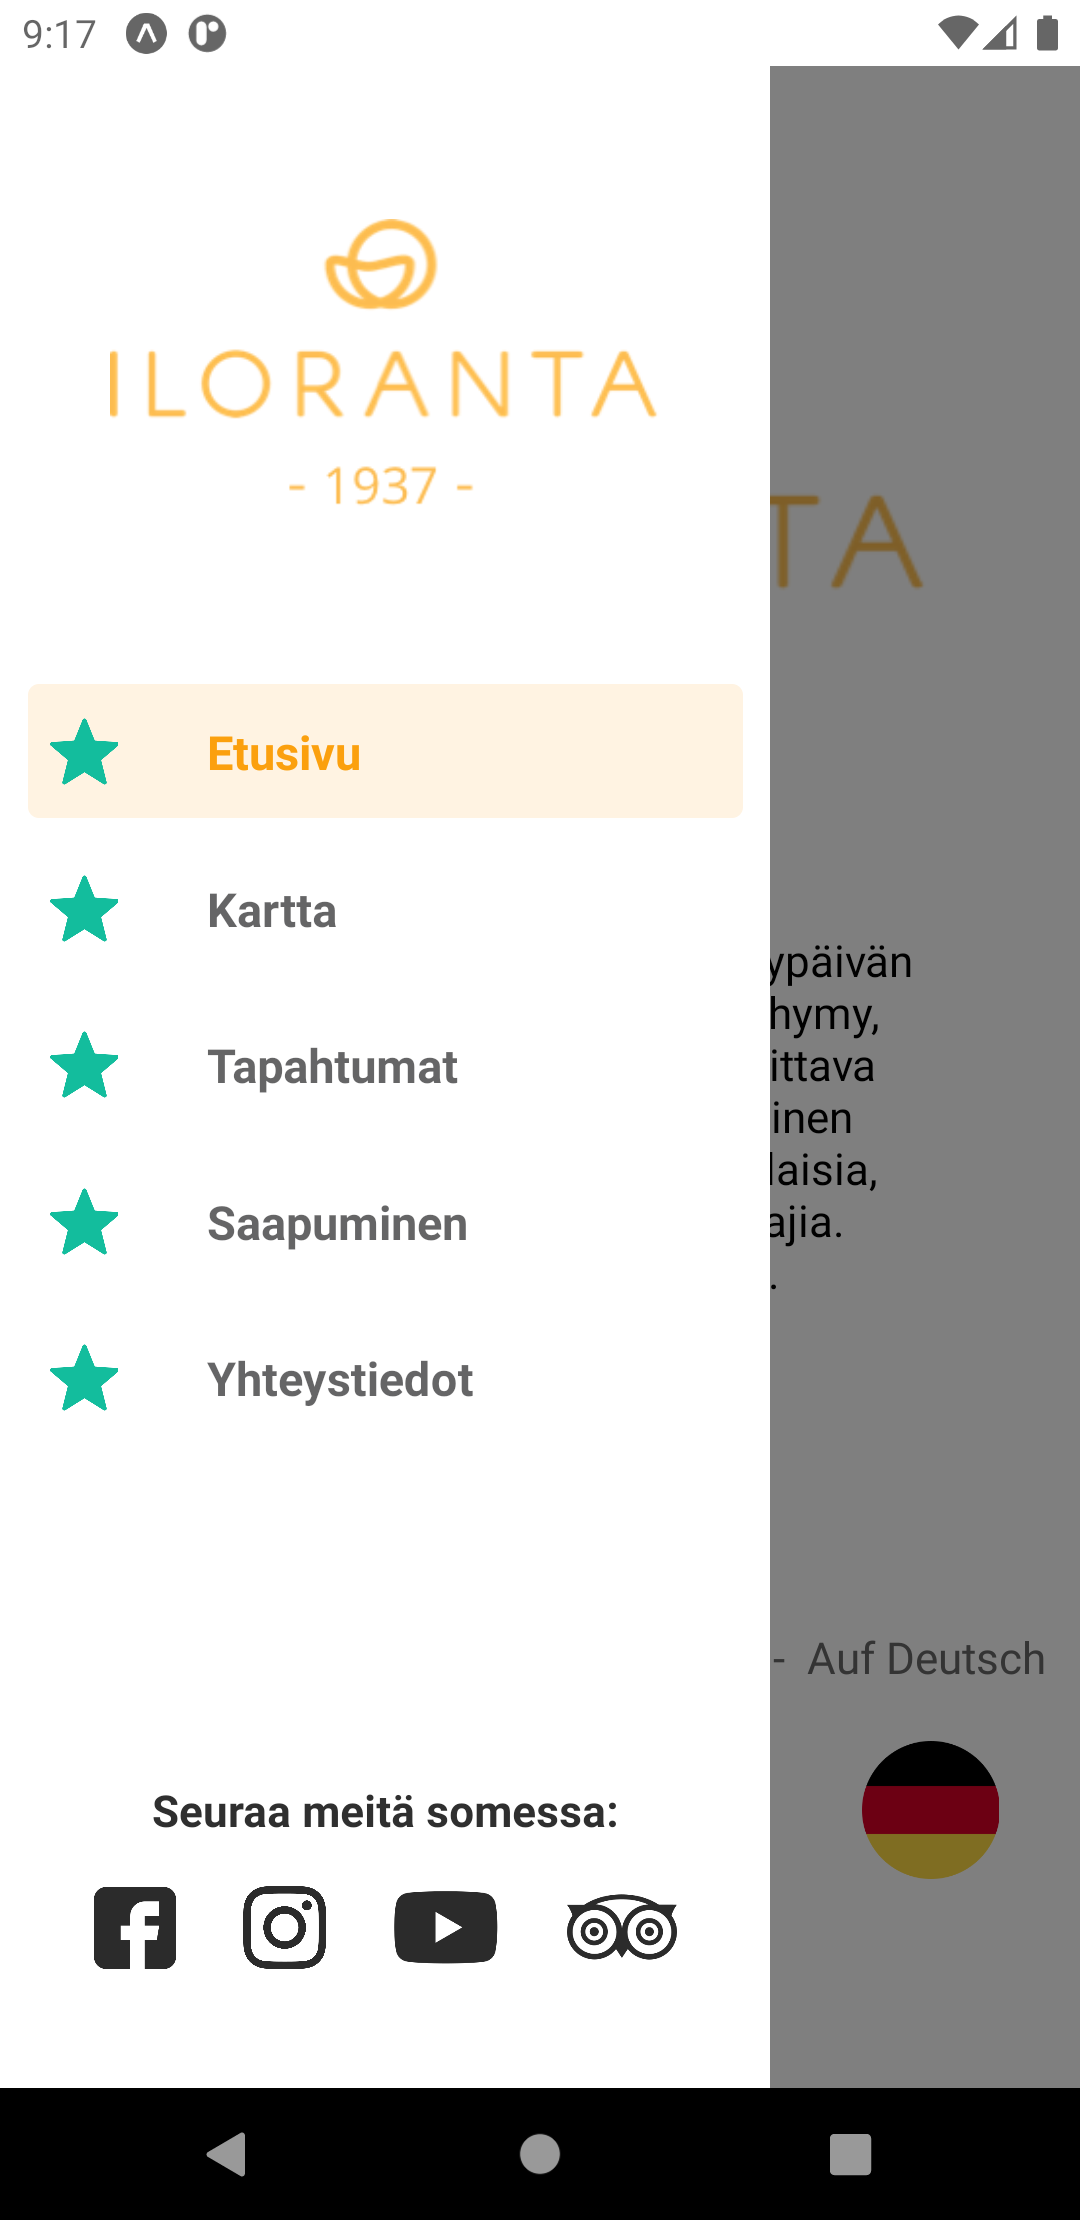 9:17
ILORANTA
- 1937 -
TA
Etusivu
Kartta
Tapahtumat
Saapuminen
Yhteystiedot
ypäivän
hymy,
ittava
inen
laisia,
ajia.
.
- Auf Deutsch
Seuraa meitä somessa: